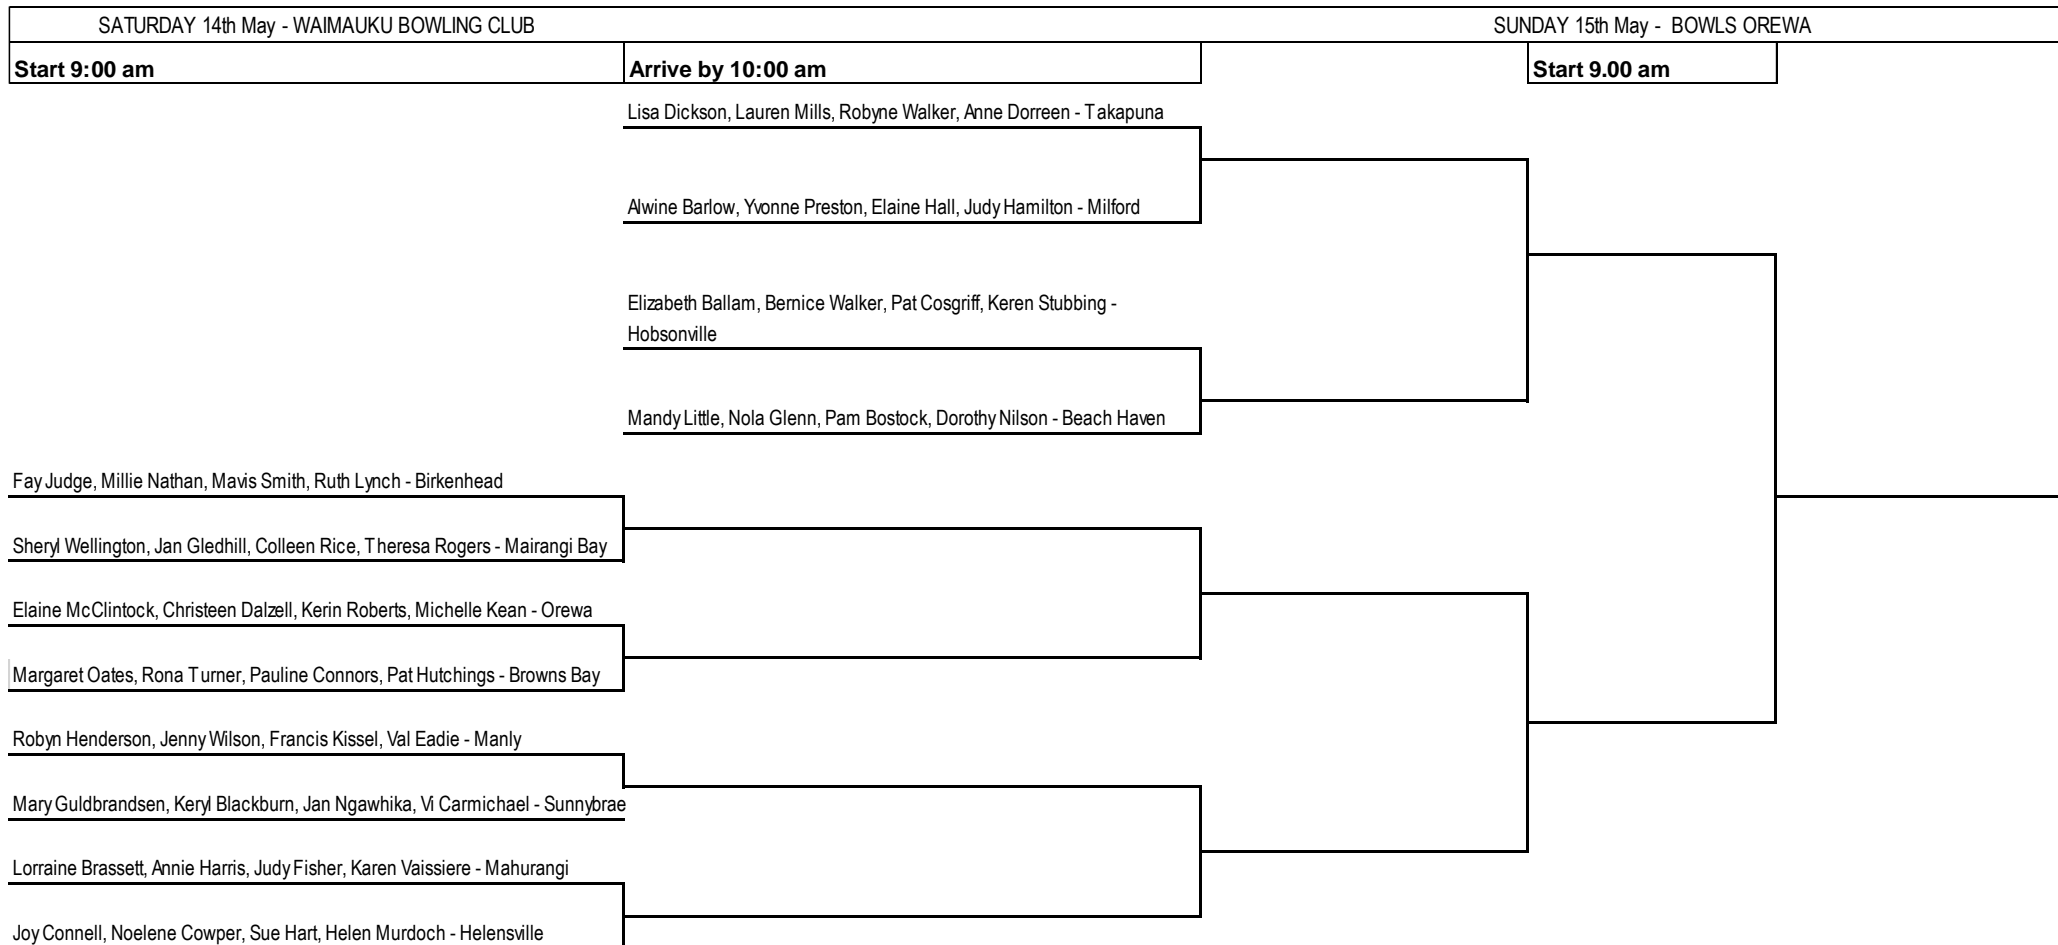 SATURDAY 14th May - WAIMAUKU BOWLING CLUB
SUNDAY 15th May - BOWLS OREWA
Start 9:00 am
Arrive by 10:00 am
Start 9.00 am
Lisa Dickson, Lauren Mills, Robyne Walker, Anne Dorreen - Takapuna
Alwine Barlow, Yvonne Preston, Elaine Hall, Judy Hamilton - Milford
Elizabeth Ballam, Bernice Walker, Pat Cosgriff, Keren Stubbing -
Hobsonville
Mandy Little, Nola Glenn, Pam Bostock, Dorothy Nilson - Beach Haven
Fay Judge, Millie Nathan, Mavis Smith, Ruth Lynch - Birkenhead
Sheryl Wellington, Jan Gledhill, Colleen Rice, Theresa Rogers - Mairangi Bay
Elaine McClintock, Christeen Dalzell, Kerin Roberts, Michelle Kean - Orewa
Margaret Oates, Rona Turner, Pauline Connors, Pat Hutchings - Browns Bay
Robyn Henderson, Jenny Wilson, Francis Kissel, Val Eadie - Manly
Mary Guldbrandsen, Keryl Blackburn, Jan Ngawhika, Vi Carmichael - Sunnybrae
Lorraine Brassett, Annie Harris, Judy Fisher, Karen Vaissiere - Mahurangi
Joy Connell, Noelene Cowper, Sue Hart, Helen Murdoch - Helensville